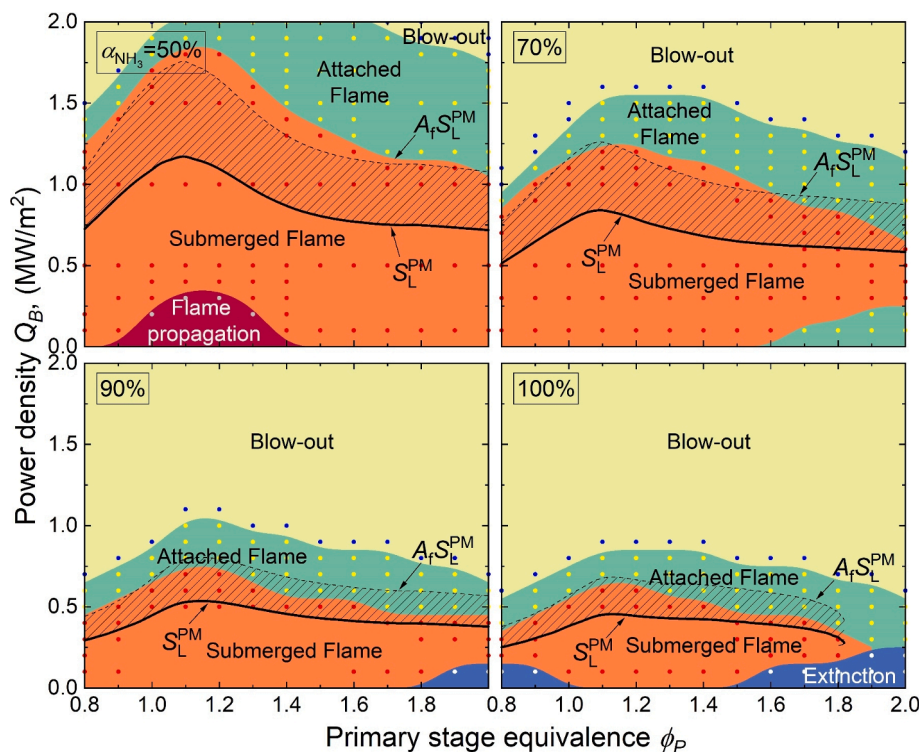 Power density Q_B, (MW/m²)
2.0
1.5
1.0
0.5
0.0
α_NH₃=50%
Blow-out
Attached
Flame
A_f S_L^PM
Submerged Flame
S_L^PM
Flame
propagation
70%
Blow-out
Attached
Flame
A_f S_L^PM
S_L^PM
Submerged Flame
2.0
1.5
1.0
0.5
0.0
90%
Blow-out
Attached Flame
A_f S_L^PM
S_L^PM
Submerged Flame
0.8 1.0 1.2 1.4 1.6 1.8
100%
Blow-out
Attached Flame
A_f S_L^PM
S_L^PM
Submerged Flame
Extinction
0.8 1.0 1.2 1.4 1.6 1.8 2.0
Primary stage equivalence ϕ_P